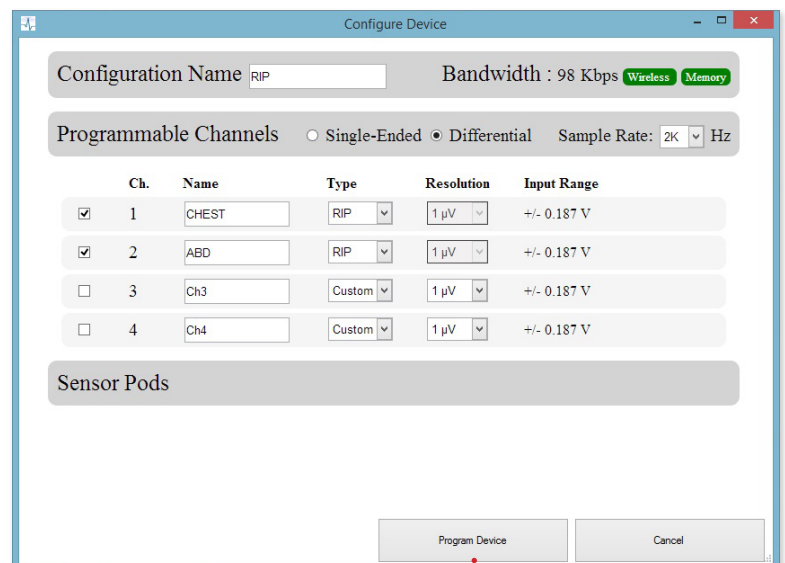 Configure Device
Configuration Name RIP Bandwidth : 98 Kbps Wireless Memory
Programmable Channels Single-Ended Differential Sample Rate: 2K Hz
Ch. Name Type Resolution Input Range
1 CHEST RIP 1 µV +/- 0.187 V
2 ABD RIP 1 µV +/- 0.187 V
3 Ch3 Custom 1 µV +/- 0.187 V
4 Ch4 Custom 1 µV +/- 0.187 V
Sensor Pods
Program Device Cancel